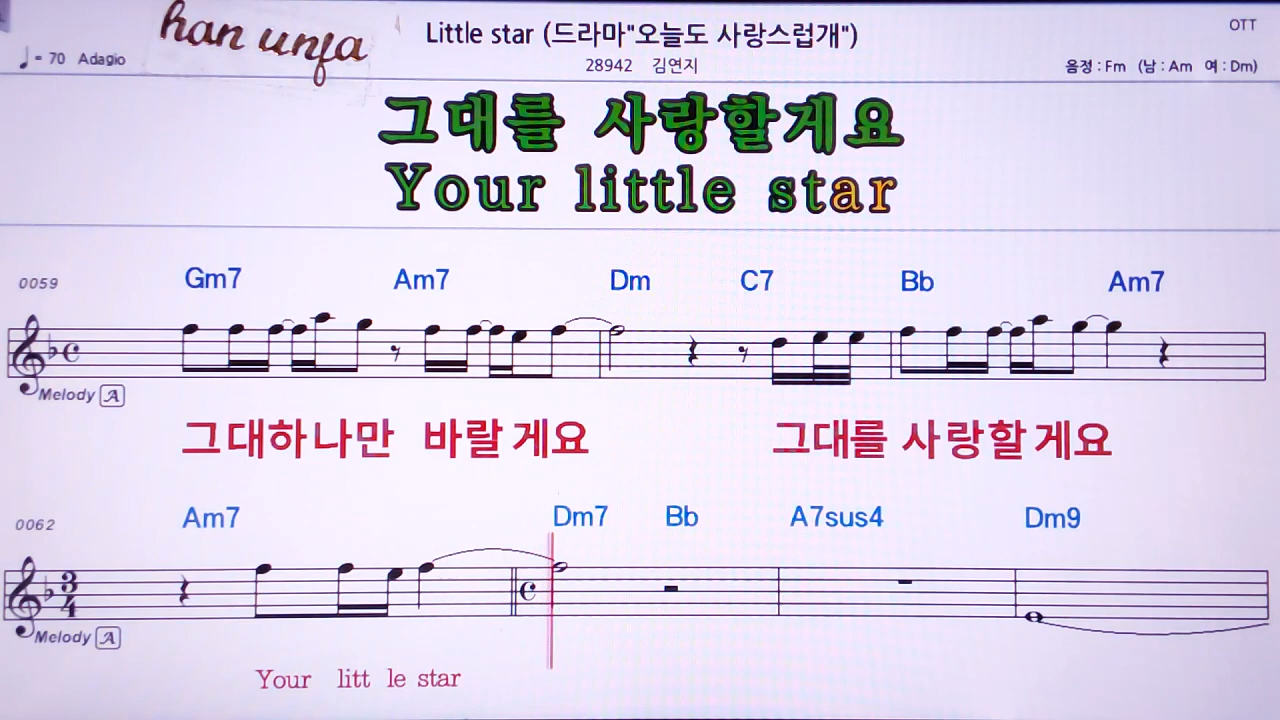 han unja
Little star (드라마"오늘도 사랑스럽개")
OTT
♩= 70 Adagio
28942 김연지
음정 : Fm (남 : Am 여 : Dm)
그대를 사랑할게요
Your little star
0059 Gm7 Am7 Dm C7 Bb Am7
Melody A
그대하나만 바랄게요 그대를 사랑할게요
0062 Am7 Dm7 Bb A7sus4 Dm9
3
4
Melody A
Your litt le star